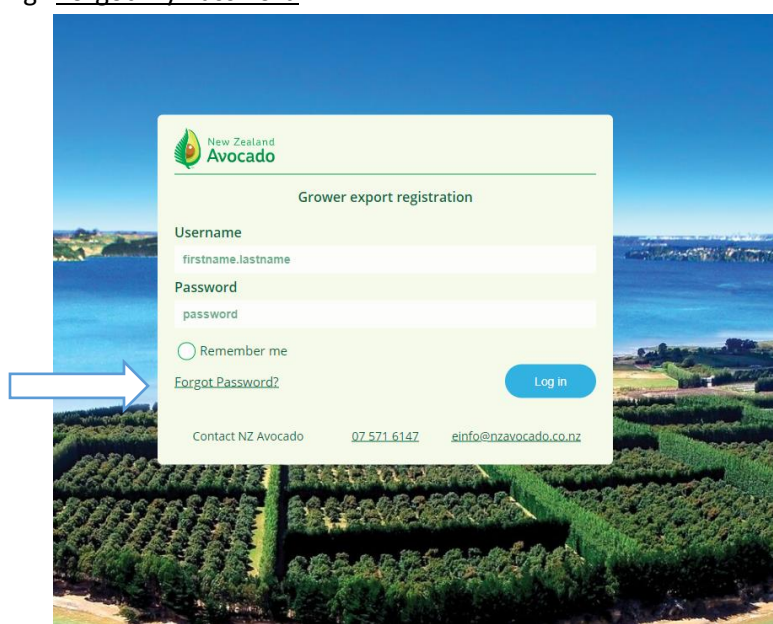 New Zealand
Avocado
Grower export registration
Username
firstname.lastname
Password
password
Remember me
Forgot Password?
Log in
Contact NZ Avocado 07 571 6147 einfo@nzavocado.co.nz